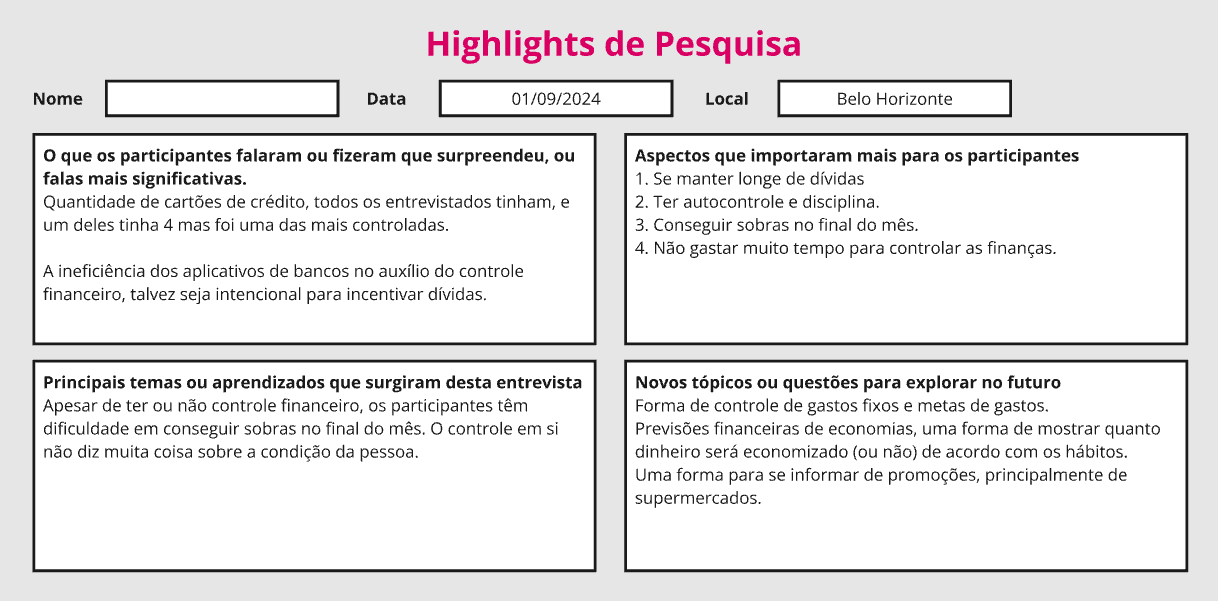 Highlights de Pesquisa
Nome
Data
01/09/2024
Local
Belo Horizonte
O que os participantes falaram ou fizeram que surpreendeu, ou
falas mais significativas.
Quantidade de cartões de crédito, todos os entrevistados tinham, e
um deles tinha 4 mas foi uma das mais controladas.
A ineficiência dos aplicativos de bancos no auxílio do controle
financeiro, talvez seja intencional para incentivar dívidas.
Aspectos que importaram mais para os participantes
1. Se manter longe de dívidas
2. Ter autocontrole e disciplina.
3. Conseguir sobras no final do mês.
4. Não gastar muito tempo para controlar as finanças.
Principais temas ou aprendizados que surgiram desta entrevista
Apesar de ter ou não controle financeiro, os participantes têm
dificuldade em conseguir sobras no final do mês. O controle em si
não diz muita coisa sobre a condição da pessoa.
Novos tópicos ou questões para explorar no futuro
Forma de controle de gastos fixos e metas de gastos.
Previsões financeiras de economias, uma forma de mostrar quanto
dinheiro será economizado (ou não) de acordo com os hábitos.
Uma forma para se informar de promoções, principalmente de
supermercados.